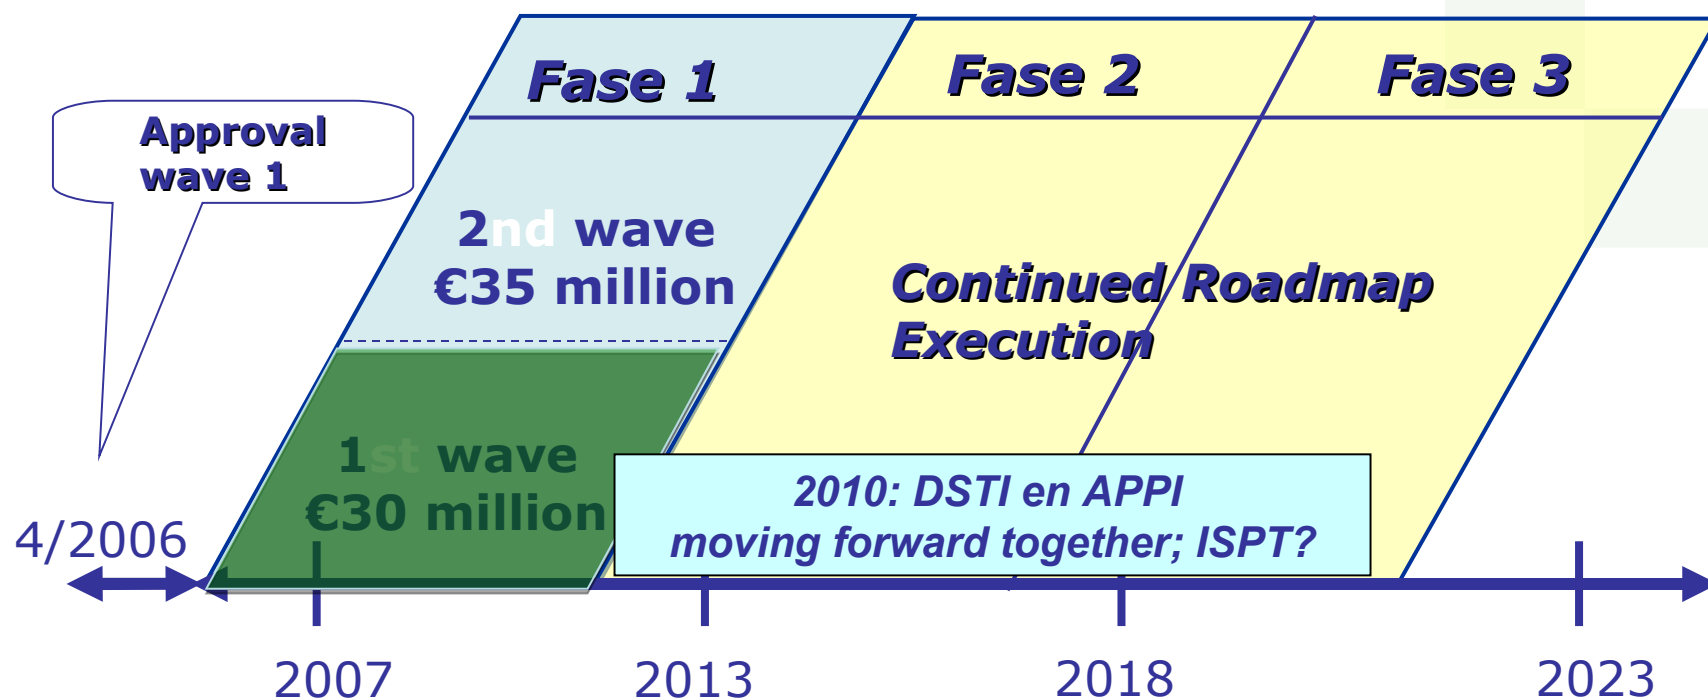 Fase 1
Fase 2
Fase 3
Approval
wave 1
2nd wave
€35 million
Continued Roadmap
Execution
1st wave
€30 million
2010: DSTI en APPI
moving forward together; ISPT?
4/2006
2007
2013
2018
2023